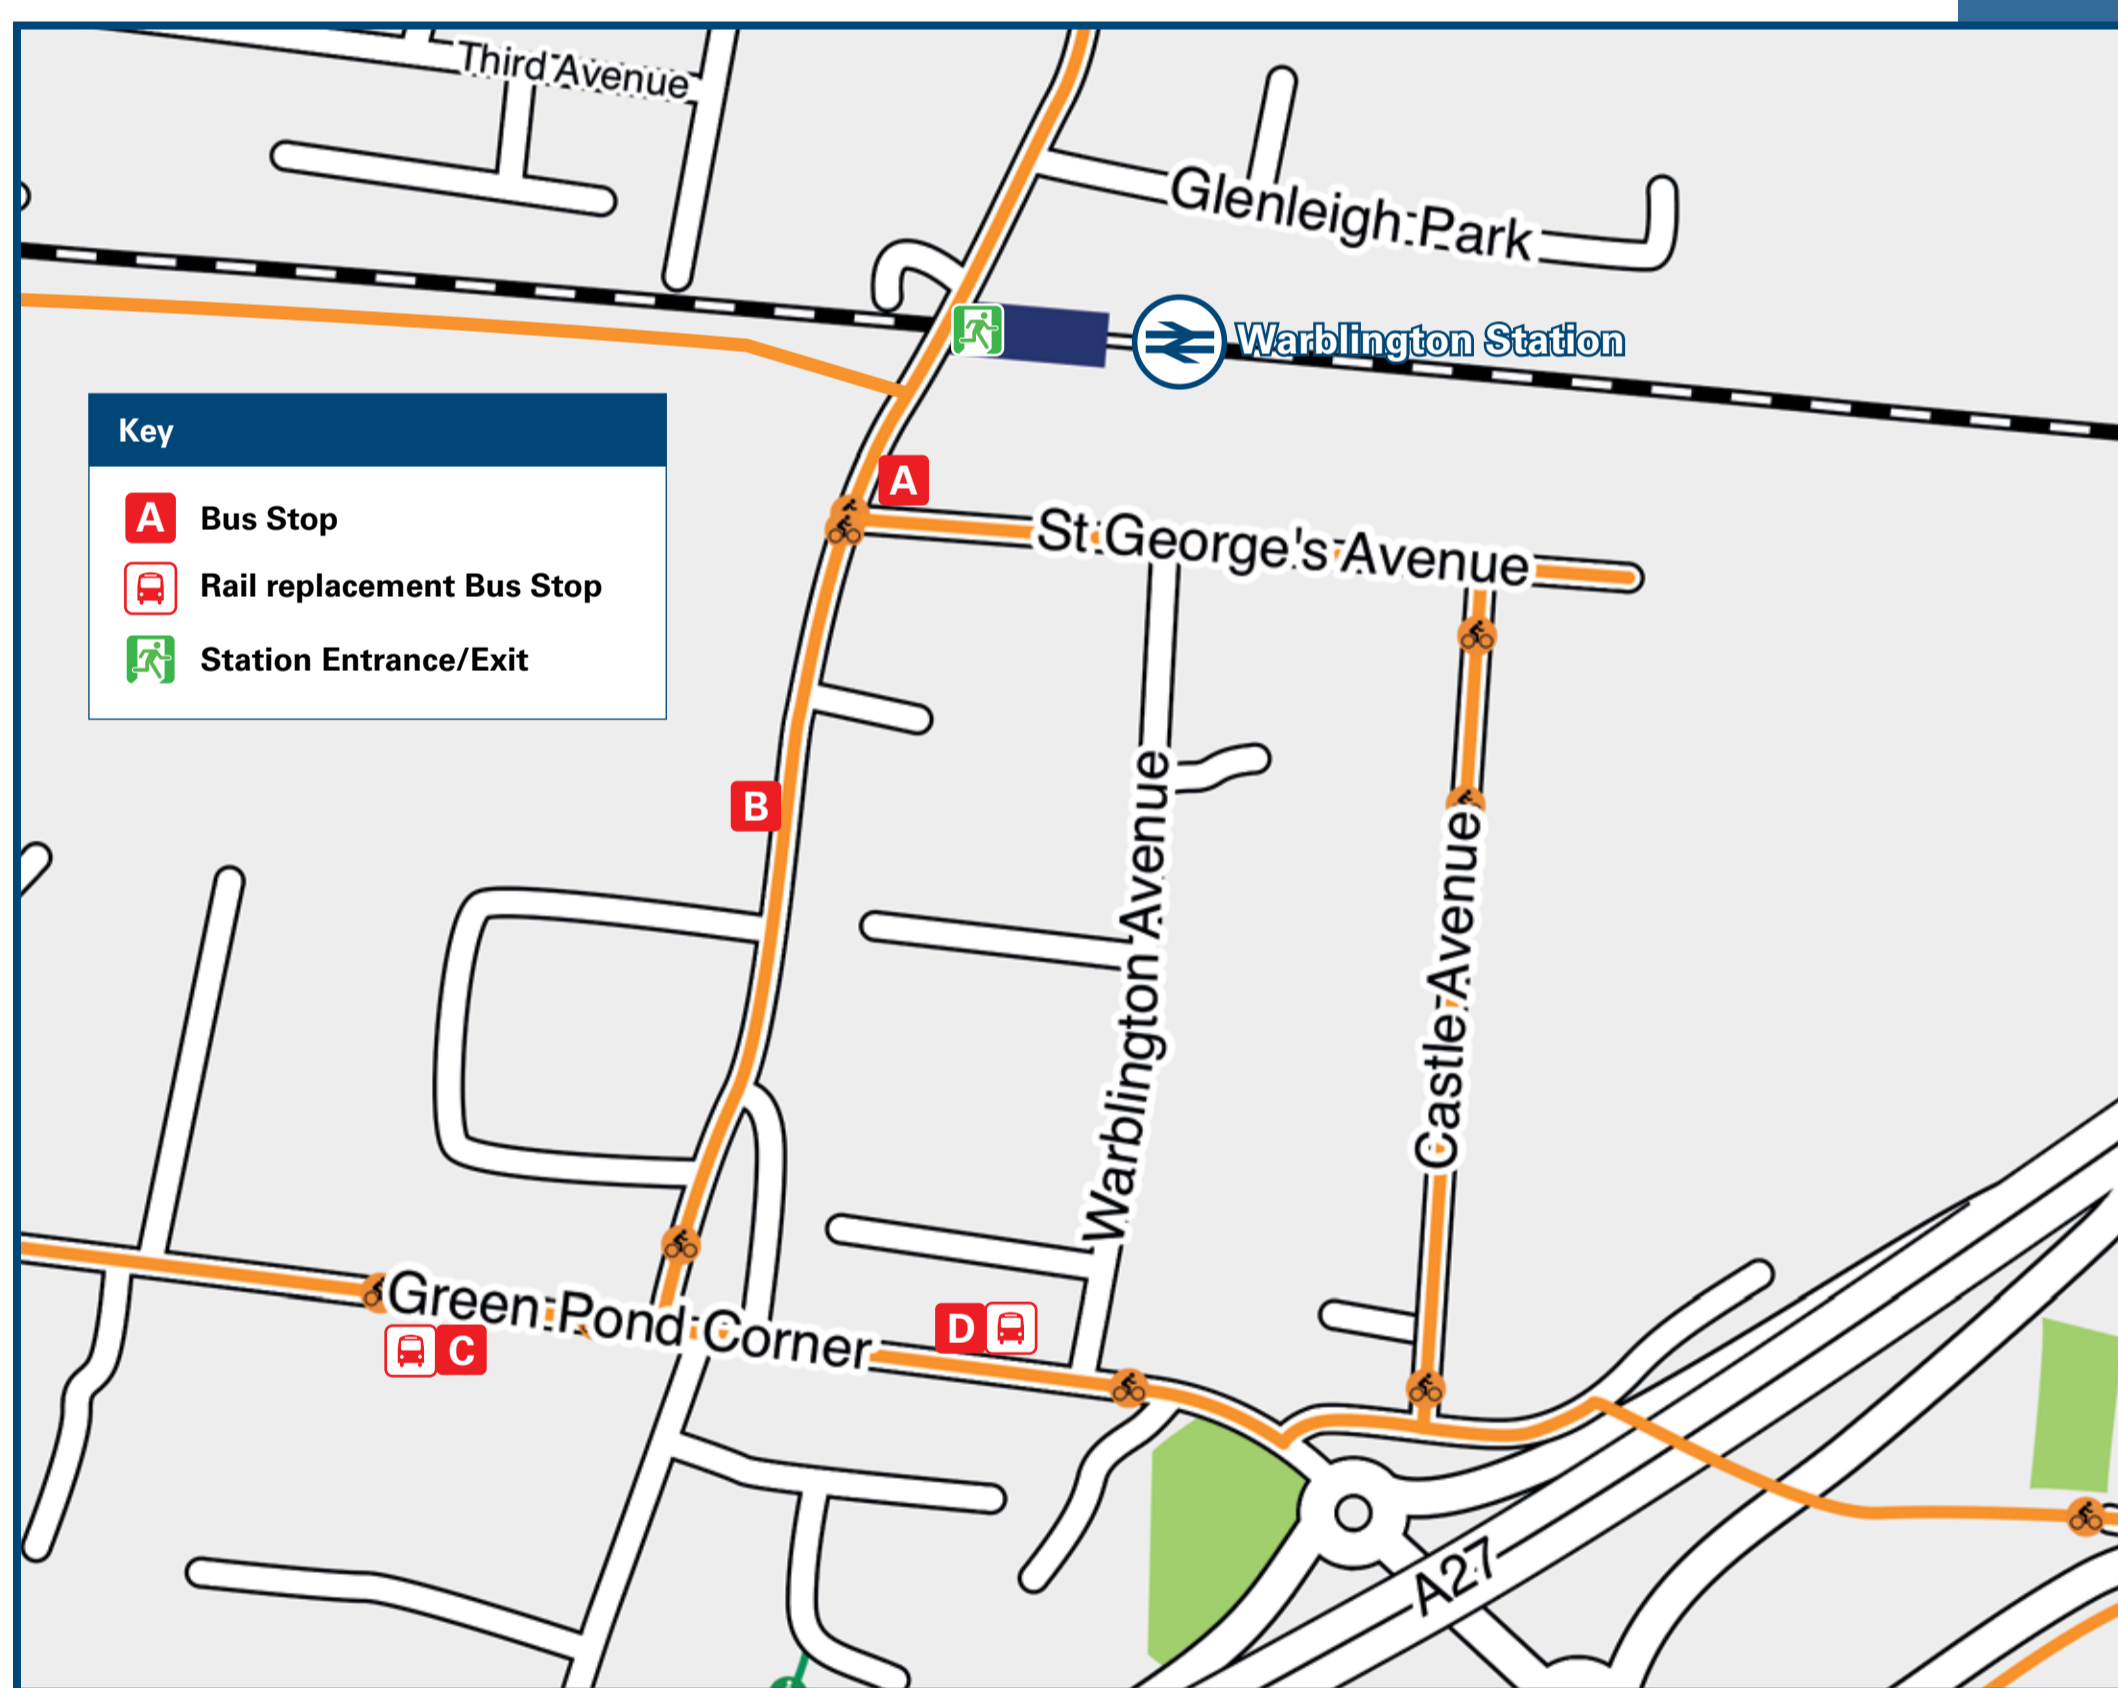 Third Avenue
Glenleigh Park
Warblington Station
Key
A Bus Stop
Rail replacement Bus Stop
Station Entrance/Exit
A
St George's Avenue
B
Warblington Avenue
Castle Avenue
Green Pond Corner
C
D
A27